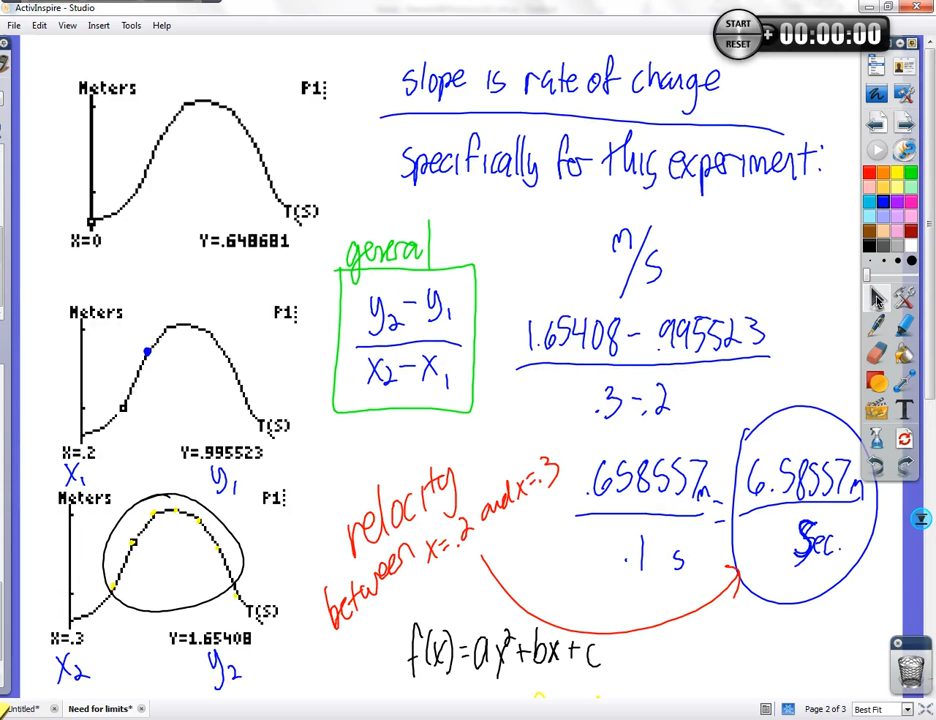 ActivInspire - Studio
File Edit View Insert Tools Help
START
RESET
+ 00:00:00
Meters P1
T(S)
X=0 Y=.648681
slope is rate of change
specifically for this experiment:
general
y2 - y1
x2 - x1
m/s
1.65408 - .995523
.3 - .2
Meters P1
T(S)
X=.2 Y=.995523
x1 y1
Meters P1
T(S)
X=.3 Y=1.65408
x2 y2
velocity
between x=.2 and x=.3
.658557m = 6.58557m
.1 s sec.
f(x)=ax²+bx+c
Untitled* Need for limits* Page 2 of 3 Best Fit